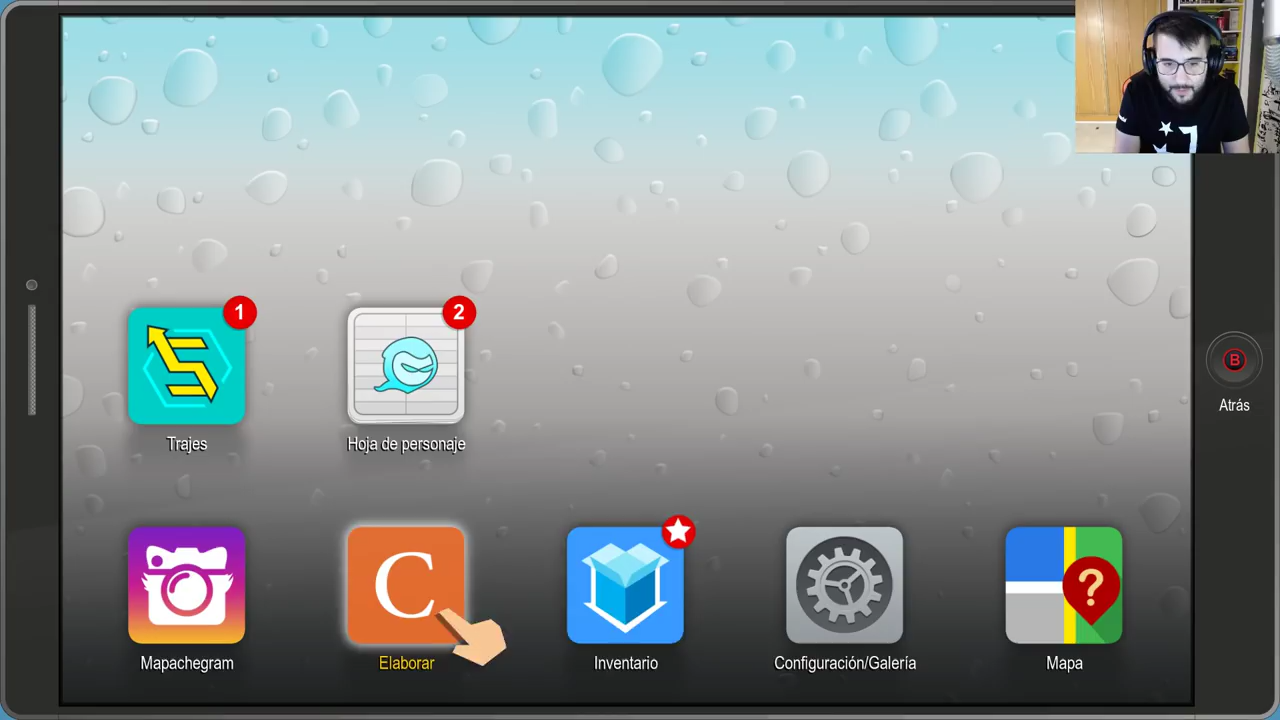 1
2
Trajes
Hoja de personaje
B
Atrás
C
?
Mapachegram
Elaborar
Inventario
Configuración/Galería
Mapa